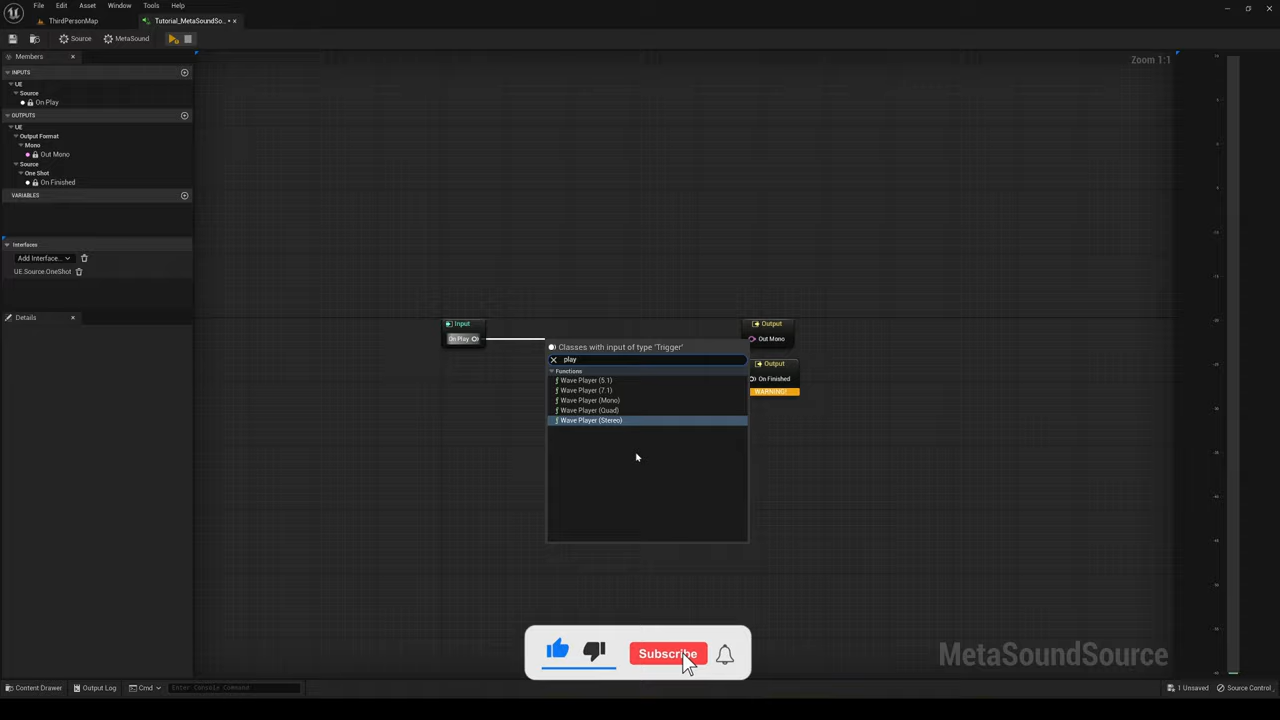 File Edit Asset Window Tools Help
ThirdPersonMap
Tutorial_MetaSoundSo.. •
Source
MetaSound
Members
INPUTS
UE
Source
On Play
OUTPUTS
UE
Output Format
Mono
Out Mono
Source
One Shot
On Finished
VARIABLES
Interfaces
Add Interface...
UE.Source.OneShot
Details
Zoom 1:1
Input
On Play
Classes with input of type 'Trigger'
play
Functions
Wave Player (5.1)
Wave Player (7.1)
Wave Player (Mono)
Wave Player (Quad)
Wave Player (Stereo)
Output
Out Mono
Output
On Finished
WARNING!
Subscribe
MetaSoundSource
Content Drawer
Output Log
Cmd
Enter Console Command
1 Unsaved
Source Control